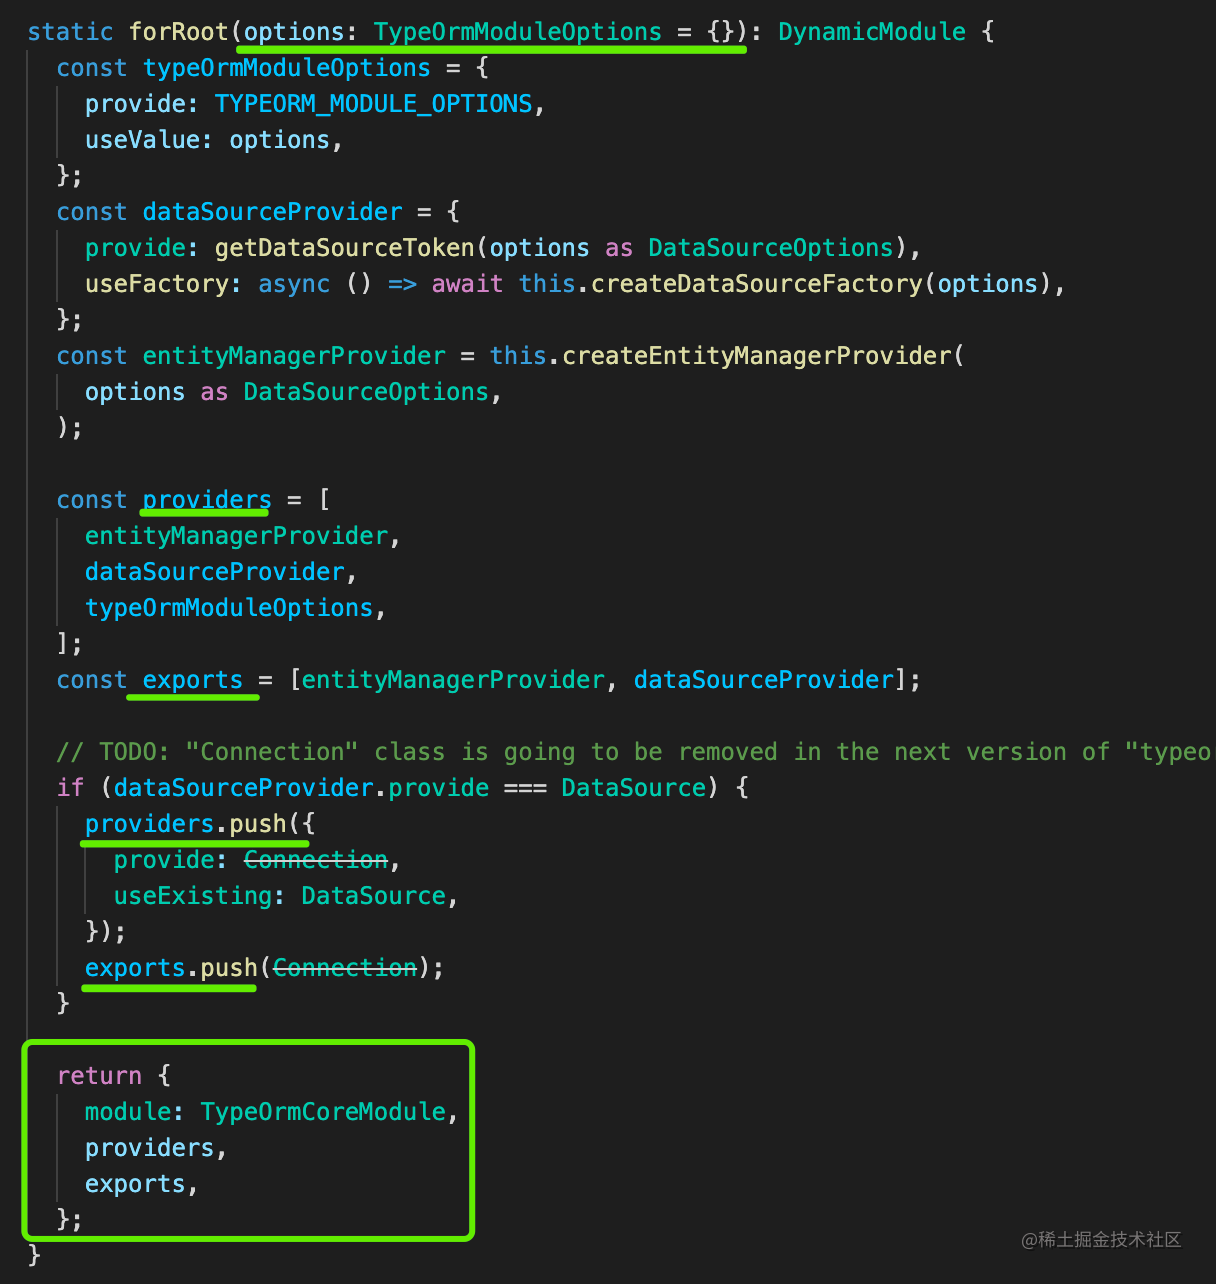 static forRoot(options: TypeOrmModuleOptions = {}): DynamicModule {
const typeOrmModuleOptions = {
provide: TYPEORM_MODULE_OPTIONS,
useValue: options,
};
const dataSourceProvider = {
provide: getDataSourceToken(options as DataSourceOptions),
useFactory: async () => await this.createDataSourceFactory(options),
};
const entityManagerProvider = this.createEntityManagerProvider(
options as DataSourceOptions,
);
const providers = [
entityManagerProvider,
dataSourceProvider,
typeOrmModuleOptions,
];
const exports = [entityManagerProvider, dataSourceProvider];
// TODO: "Connection" class is going to be removed in the next version of "typeo
if (dataSourceProvider.provide === DataSource) {
providers.push({
provide: Connection,
useExisting: DataSource,
});
exports.push(Connection);
}
return {
module: TypeOrmCoreModule,
providers,
exports,
};
}
@稀土掘金技术社区